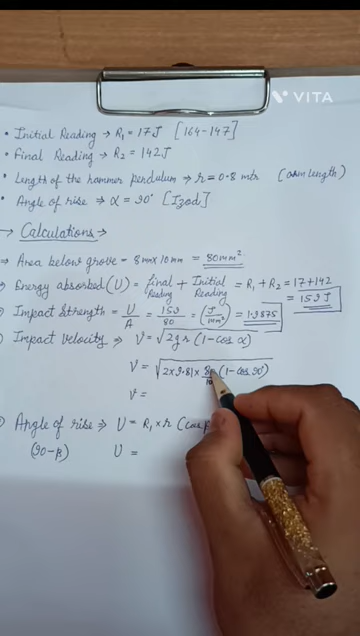 VITA
• Initial Reading → R₁ = 17 J [164-147]
• Final Reading → R₂ = 142 J
• Length of the hammer pendulum → r = 0.8 mtr (arm length)
• Angle of rise → α = 90° [Izod]
→ Calculations →
⇒ Area below grove = 8mm x 10mm = 80mm²
⇒ Energy absorbed (U) = final Reading + Initial Reading = R₁ + R₂ = 17+142
= 159 J
Impact Strength = U/A = 159/80 = (J/mm²) = 1.9875
Impact velocity ⇒ V = √2gr (1-cos α)
V = √2x9.81x (1-cos 90°)
V =
Angle of rise ⇒ U = R₁ x r (cos
(90-β) U =